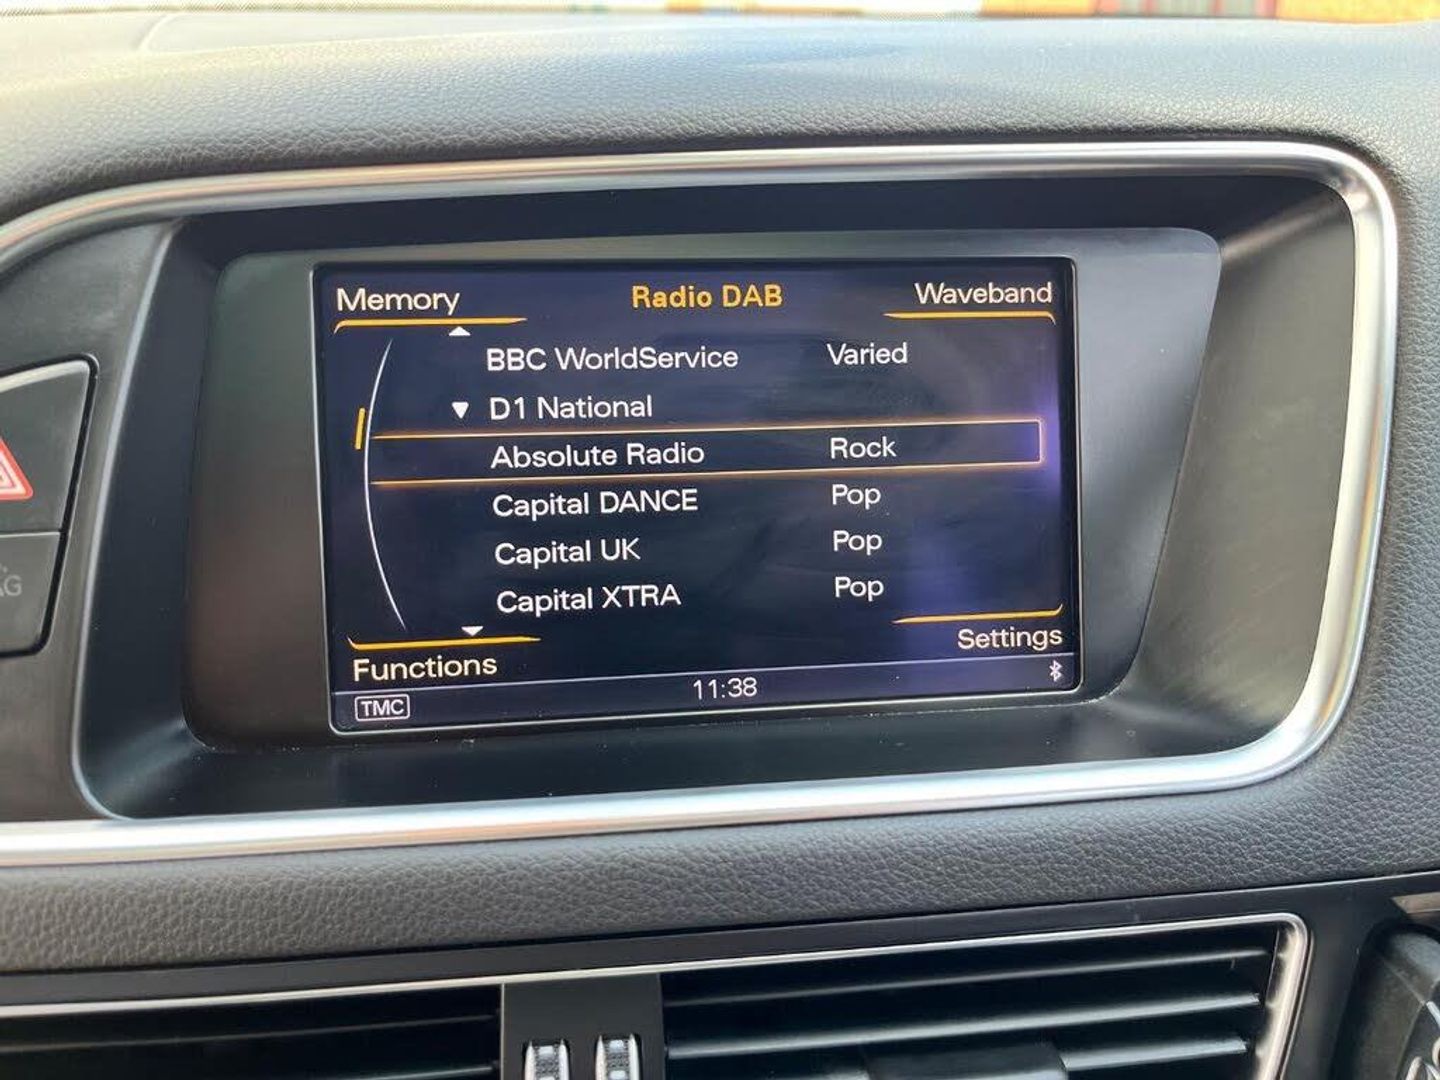 Memory
Radio DAB
Waveband
BBC WorldService Varied
D1 National
Absolute Radio Rock
Capital DANCE Pop
Capital UK Pop
Capital XTRA Pop
Settings
Functions
TMC
11:38